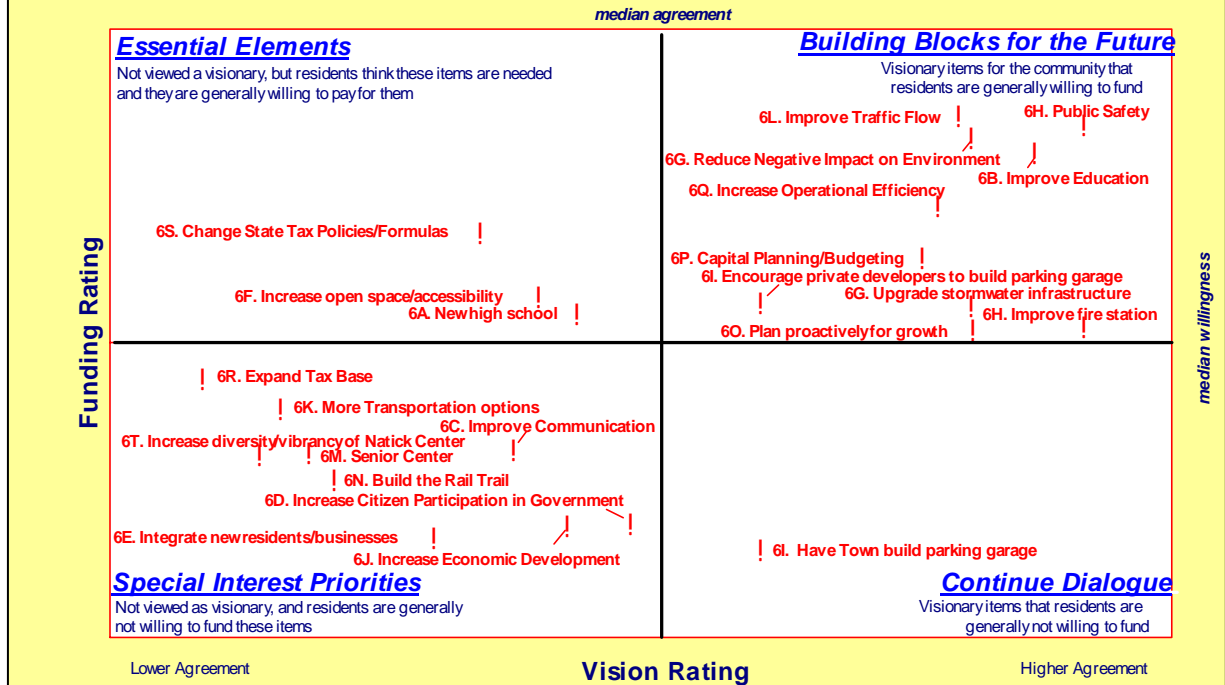 median agreement
Essential Elements
Not viewed a visionary, but residents think these items are needed
and they are generally willing to pay for them
Building Blocks for the Future
Visionary items for the community that
residents are generally willing to fund
6L. Improve Traffic Flow
6H. Public Safety
6G. Reduce Negative Impact on Environment
6B. Improve Education
6Q. Increase Operational Efficiency
6S. Change State Tax Policies/Formulas
6P. Capital Planning/Budgeting
6I. Encourage private developers to build parking garage
6F. Increase open space/accessibility
6G. Upgrade stormwater infrastructure
6A. New high school
6H. Improve fire station
6O. Plan proactively for growth
Funding Rating
median willingness
6R. Expand Tax Base
6K. More Transportation options
6C. Improve Communication
6T. Increase diversity/vibrancy of Natick Center
6M. Senior Center
6N. Build the Rail Trail
6D. Increase Citizen Participation in Government
6E. Integrate new residents/businesses
6J. Increase Economic Development
6I. Have Town build parking garage
Special Interest Priorities
Not viewed as visionary, and residents are generally
not willing to fund these items
Continue Dialogue
Visionary items that residents are
generally not willing to fund
Lower Agreement
Vision Rating
Higher Agreement